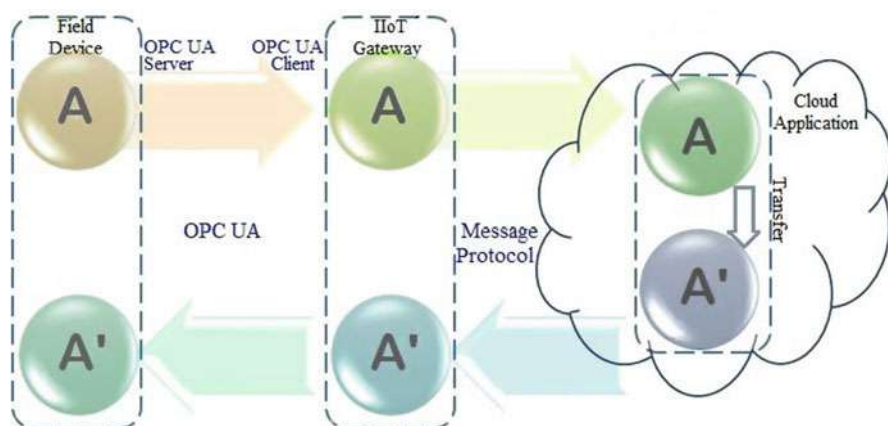 Field
Device
OPC UA
Server
OPC UA
Client
IIoT
Gateway
Cloud
Application
A
A
A
Transfer
OPC UA
Message
Protocol
A'
A'
A'